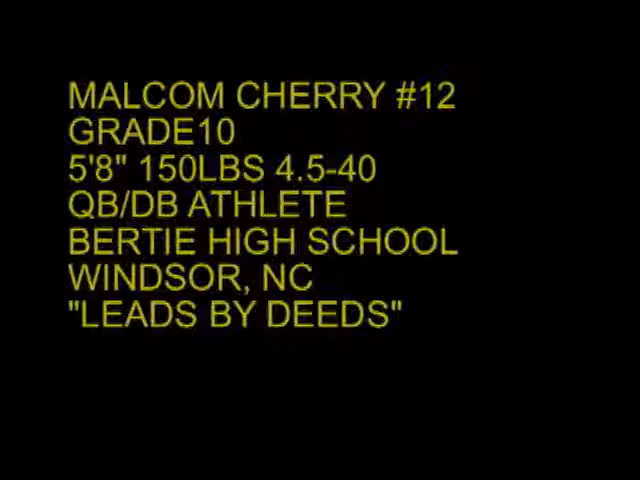 MALCOM CHERRY #12
GRADE10
5'8" 150LBS 4.5-40
QB/DB ATHLETE
BERTIE HIGH SCHOOL
WINDSOR, NC
"LEADS BY DEEDS"